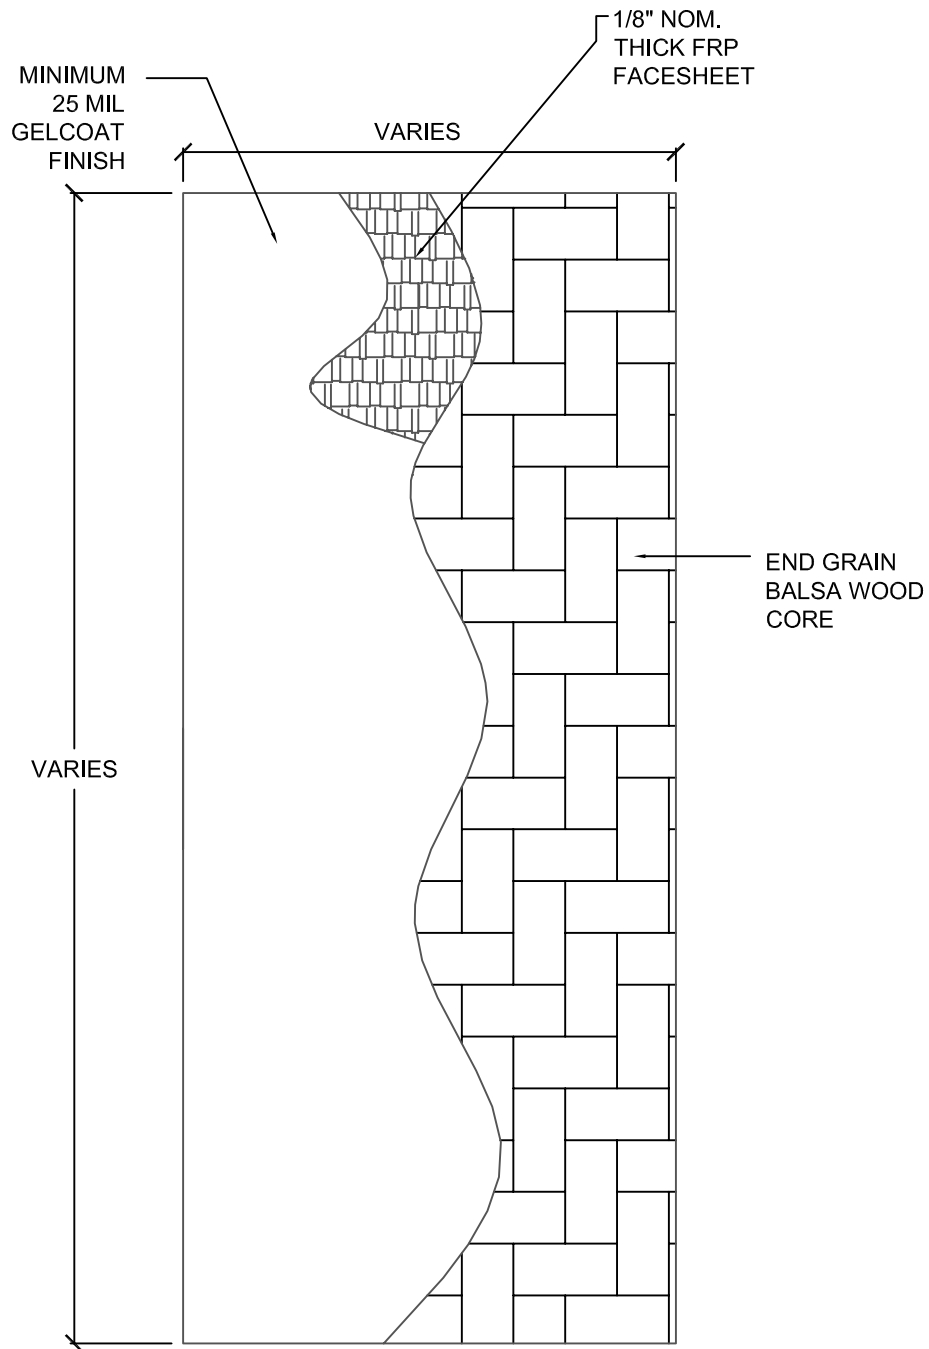 1/8" NOM.
THICK FRP
FACESHEET
MINIMUM
25 MIL
GELCOAT
FINISH
VARIES
END GRAIN
BALSA WOOD
CORE
VARIES